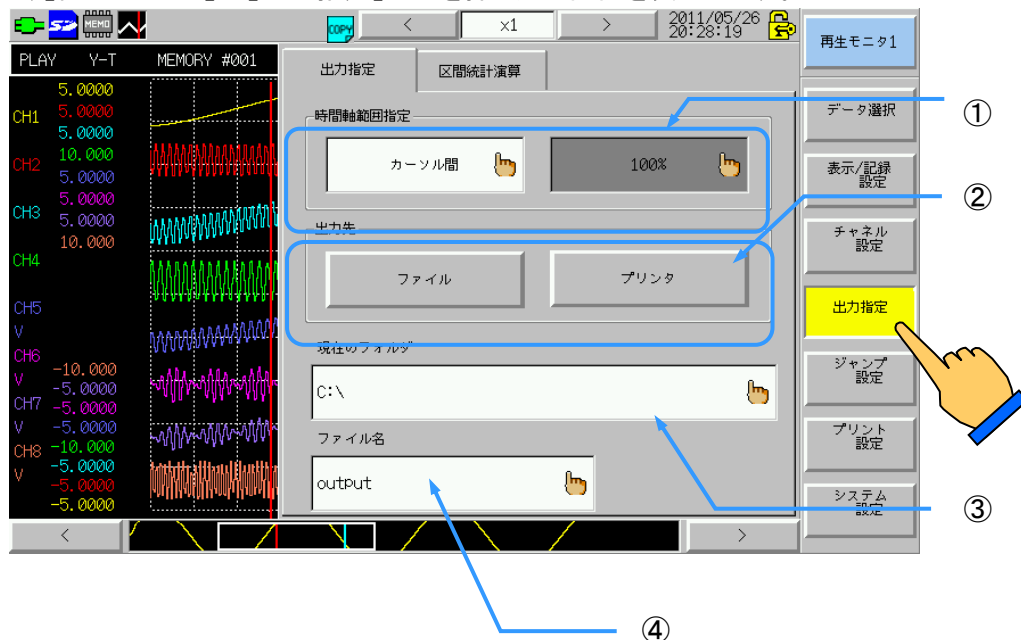 MEMO
COPY
<
×1
>
2011/05/26
20:28:19
再生モニタ1
PLAY Y-T MEMORY #001
出力指定
区間統計演算
5.0000
CH1 5.0000
5.0000
CH2 10.000
5.0000
5.0000
CH3 5.0000
10.000
CH4
CH5
V
CH6
V -10.000
-5.0000
CH7 -5.0000
V -5.0000
CH8 -10.000
-5.0000
V -5.0000
-5.0000
時間軸範囲指定
カーソル間
100%
出力先
ファイル
プリンタ
現在のフォルダ
C:\
ファイル名
output
データ選択
表示/記録
設定
チャネル
設定
出力指定
ジャンプ
設定
プリント
設定
システム
設定
<
>
①
②
③
④